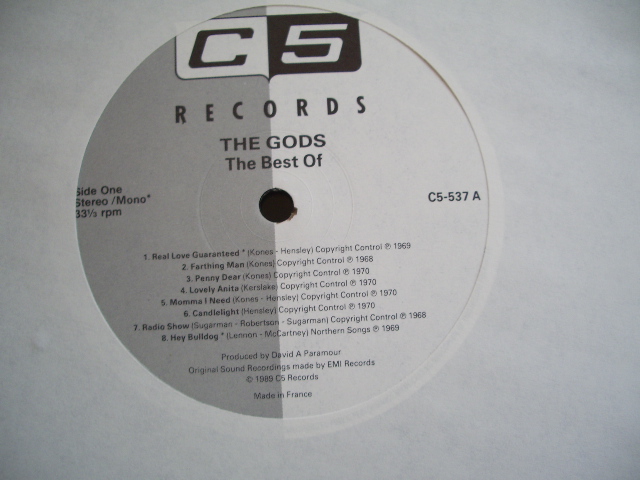 C5
RECORDS
THE GODS
The Best Of
Side One
Stereo /Mono*
33⅓ rpm
C5-537 A
1. Real Love Guaranteed * (Kones - Hensley) Copyright Control ℗ 1969
2. Farthing Man (Kones) Copyright Control ℗ 1968
3. Penny Dear (Kones) Copyright Control ℗ 1970
4. Lovely Anita (Kerslake) Copyright Control ℗ 1970
5. Momma I Need (Kones - Hensley) Copyright Control ℗ 1970
6. Candlelight (Hensley) Copyright Control ℗ 1970
7. Radio Show (Sugarman - Robertson - Sugarman) Copyright Control ℗ 1968
8. Hey Bulldog * (Lennon - McCartney) Northern Songs ℗ 1969
Produced by David A Paramour
Original Sound Recordings made by EMI Records
© 1989 C5 Records
Made in France